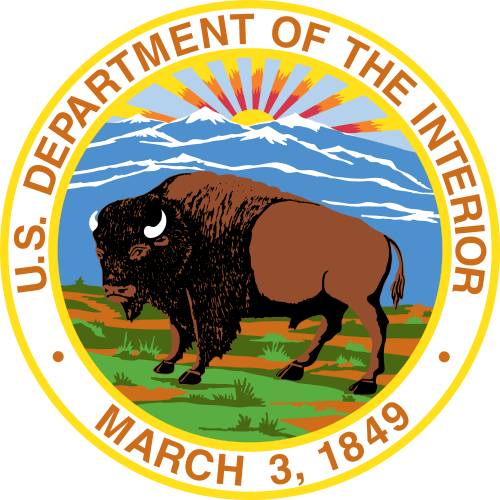 U.S. DEPARTMENT OF THE INTERIOR
MARCH 3, 1849